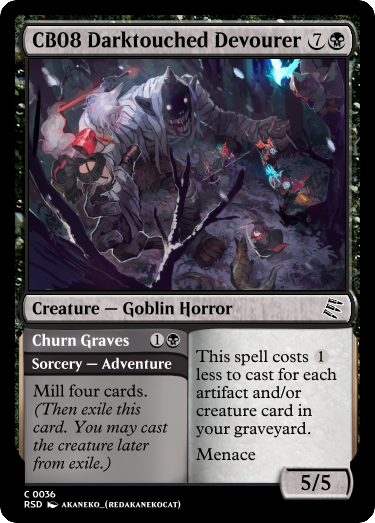 CB08 Darktouched Devourer 7
Creature — Goblin Horror
Churn Graves 1
Sorcery — Adventure
Mill four cards.
(Then exile this
card. You may cast
the creature later
from exile.)
This spell costs 1
less to cast for each
artifact and/or
creature card in
your graveyard.
Menace
5/5
C 0036
RSD AKANEKO_(REDAKANEKOCAT)